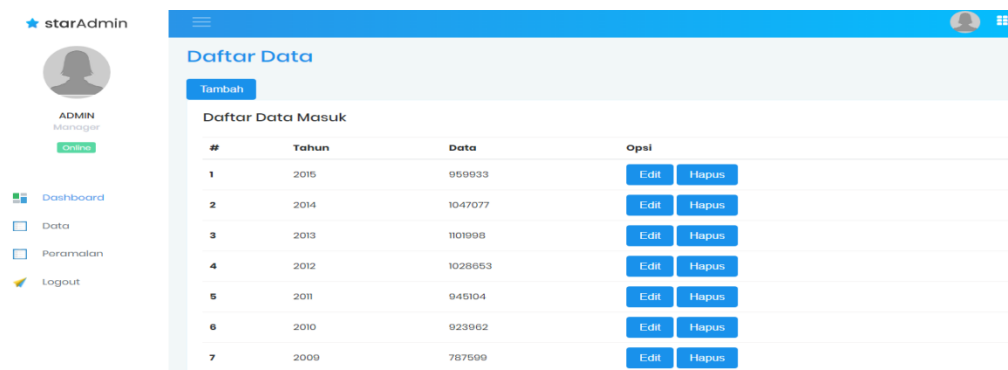 starAdmin
ADMIN
Manager
Online
Dashboard
Data
Peramalan
Logout
Daftar Data
Tambah
Daftar Data Masuk
# Tahun Data Opsi
1 2015 959933 Edit Hapus
2 2014 1047077 Edit Hapus
3 2013 1101998 Edit Hapus
4 2012 1028653 Edit Hapus
5 2011 945104 Edit Hapus
6 2010 923962 Edit Hapus
7 2009 787599 Edit Hapus